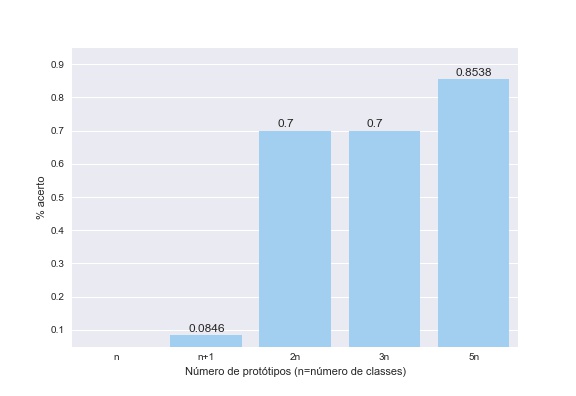 0.9
0.8
0.7
0.6
0.5
0.4
0.3
0.2
0.1
% acerto
0.0846
0.7
0.7
0.8538
n
n+1
2n
3n
5n
Número de protótipos (n=número de classes)